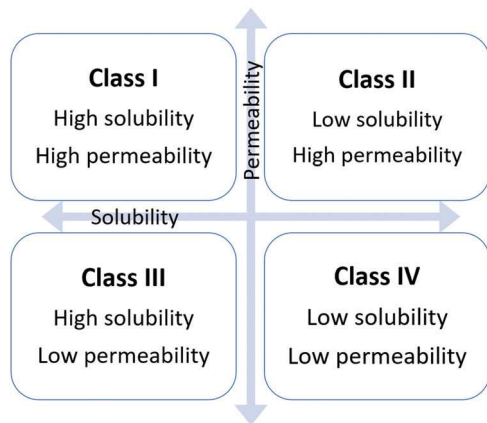 Class I
High solubility
High permeability
Permeability
Class II
Low solubility
High permeability
Solubility
Class III
High solubility
Low permeability
Class IV
Low solubility
Low permeability